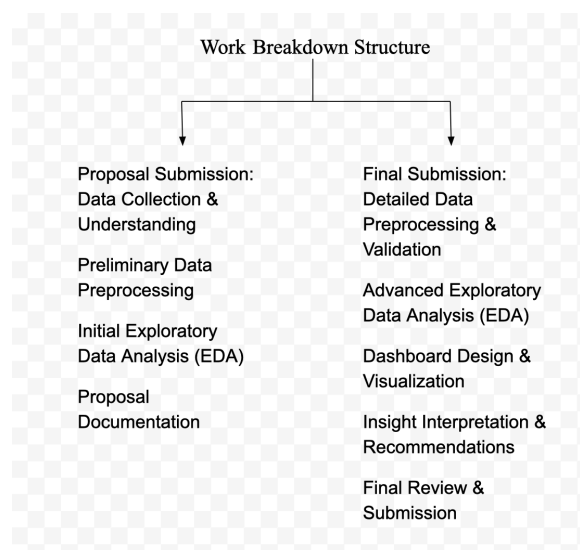 Work Breakdown Structure
Proposal Submission:
Data Collection &
Understanding
Preliminary Data
Preprocessing
Initial Exploratory
Data Analysis (EDA)
Proposal
Documentation
Final Submission:
Detailed Data
Preprocessing &
Validation
Advanced Exploratory
Data Analysis (EDA)
Dashboard Design &
Visualization
Insight Interpretation &
Recommendations
Final Review &
Submission